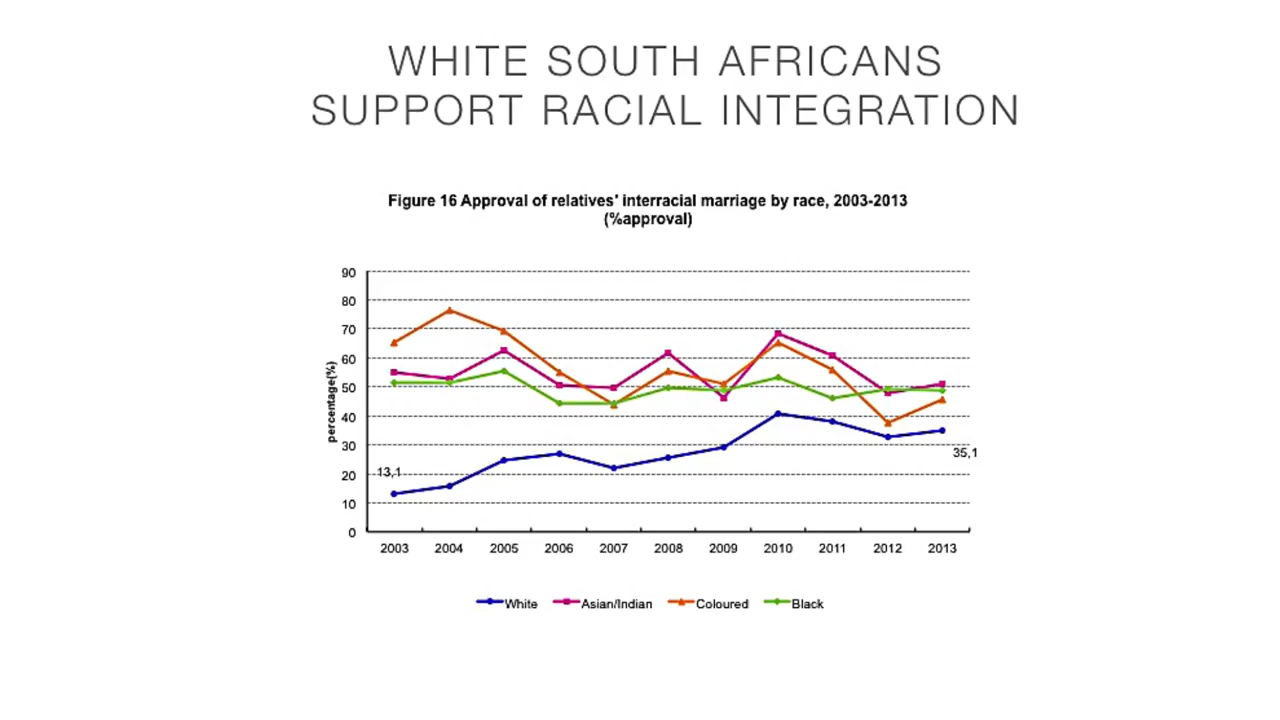 WHITE SOUTH AFRICANS
SUPPORT RACIAL INTEGRATION
Figure 16 Approval of relatives' interracial marriage by race, 2003-2013
(%approval)
percentage(%)
90
80
70
60
50
40
30
20
10
0
13,1
35,1
2003 2004 2005 2006 2007 2008 2009 2010 2011 2012 2013
White Asian/Indian Coloured Black